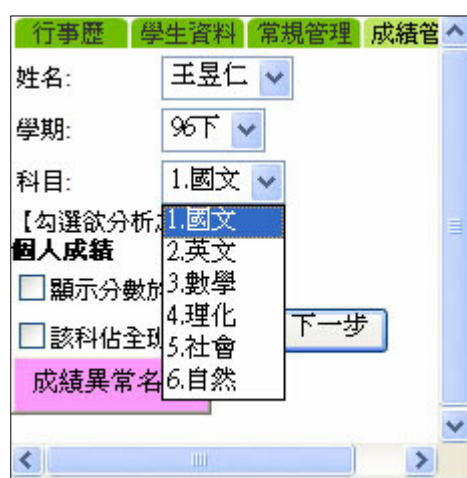 行事歷 學生資料 常規管理 成績管
姓名: 王昱仁
學期: 96下
科目: 1.國文
【勾選欲分析
1.國文
個人成績
2.英文
顯示分數於
3.數學
4.理化
下一步
該科佔全班
5.社會
成績異常名
6.自然